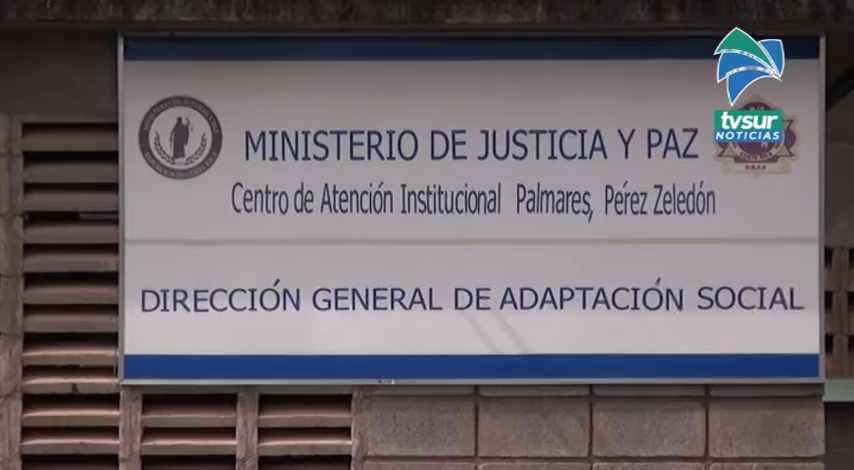 MINISTERIO DE JUSTICIA Y PAZ
Centro de Atención Institucional Palmares, Pérez Zeledón
DIRECCIÓN GENERAL DE ADAPTACIÓN SOCIAL
tvsur
NOTICIAS